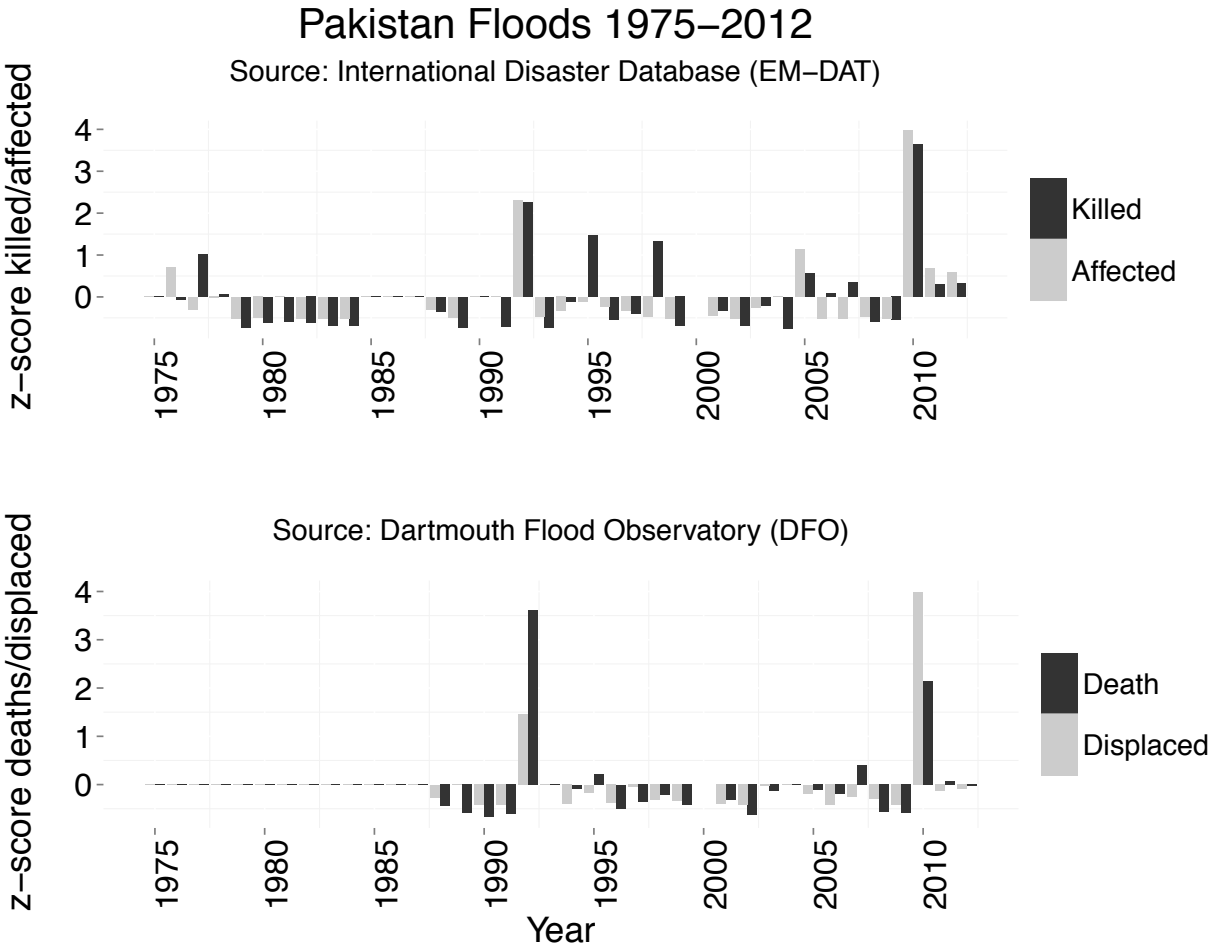 Pakistan Floods 1975−2012
Source: International Disaster Database (EM−DAT)
z−score killed/affected
4
3
2
1
0
1975
1980
1985
1990
1995
2000
2005
2010
Killed
Affected
Source: Dartmouth Flood Observatory (DFO)
z−score deaths/displaced
4
3
2
1
0
1975
1980
1985
1990
1995
2000
2005
2010
Year
Death
Displaced